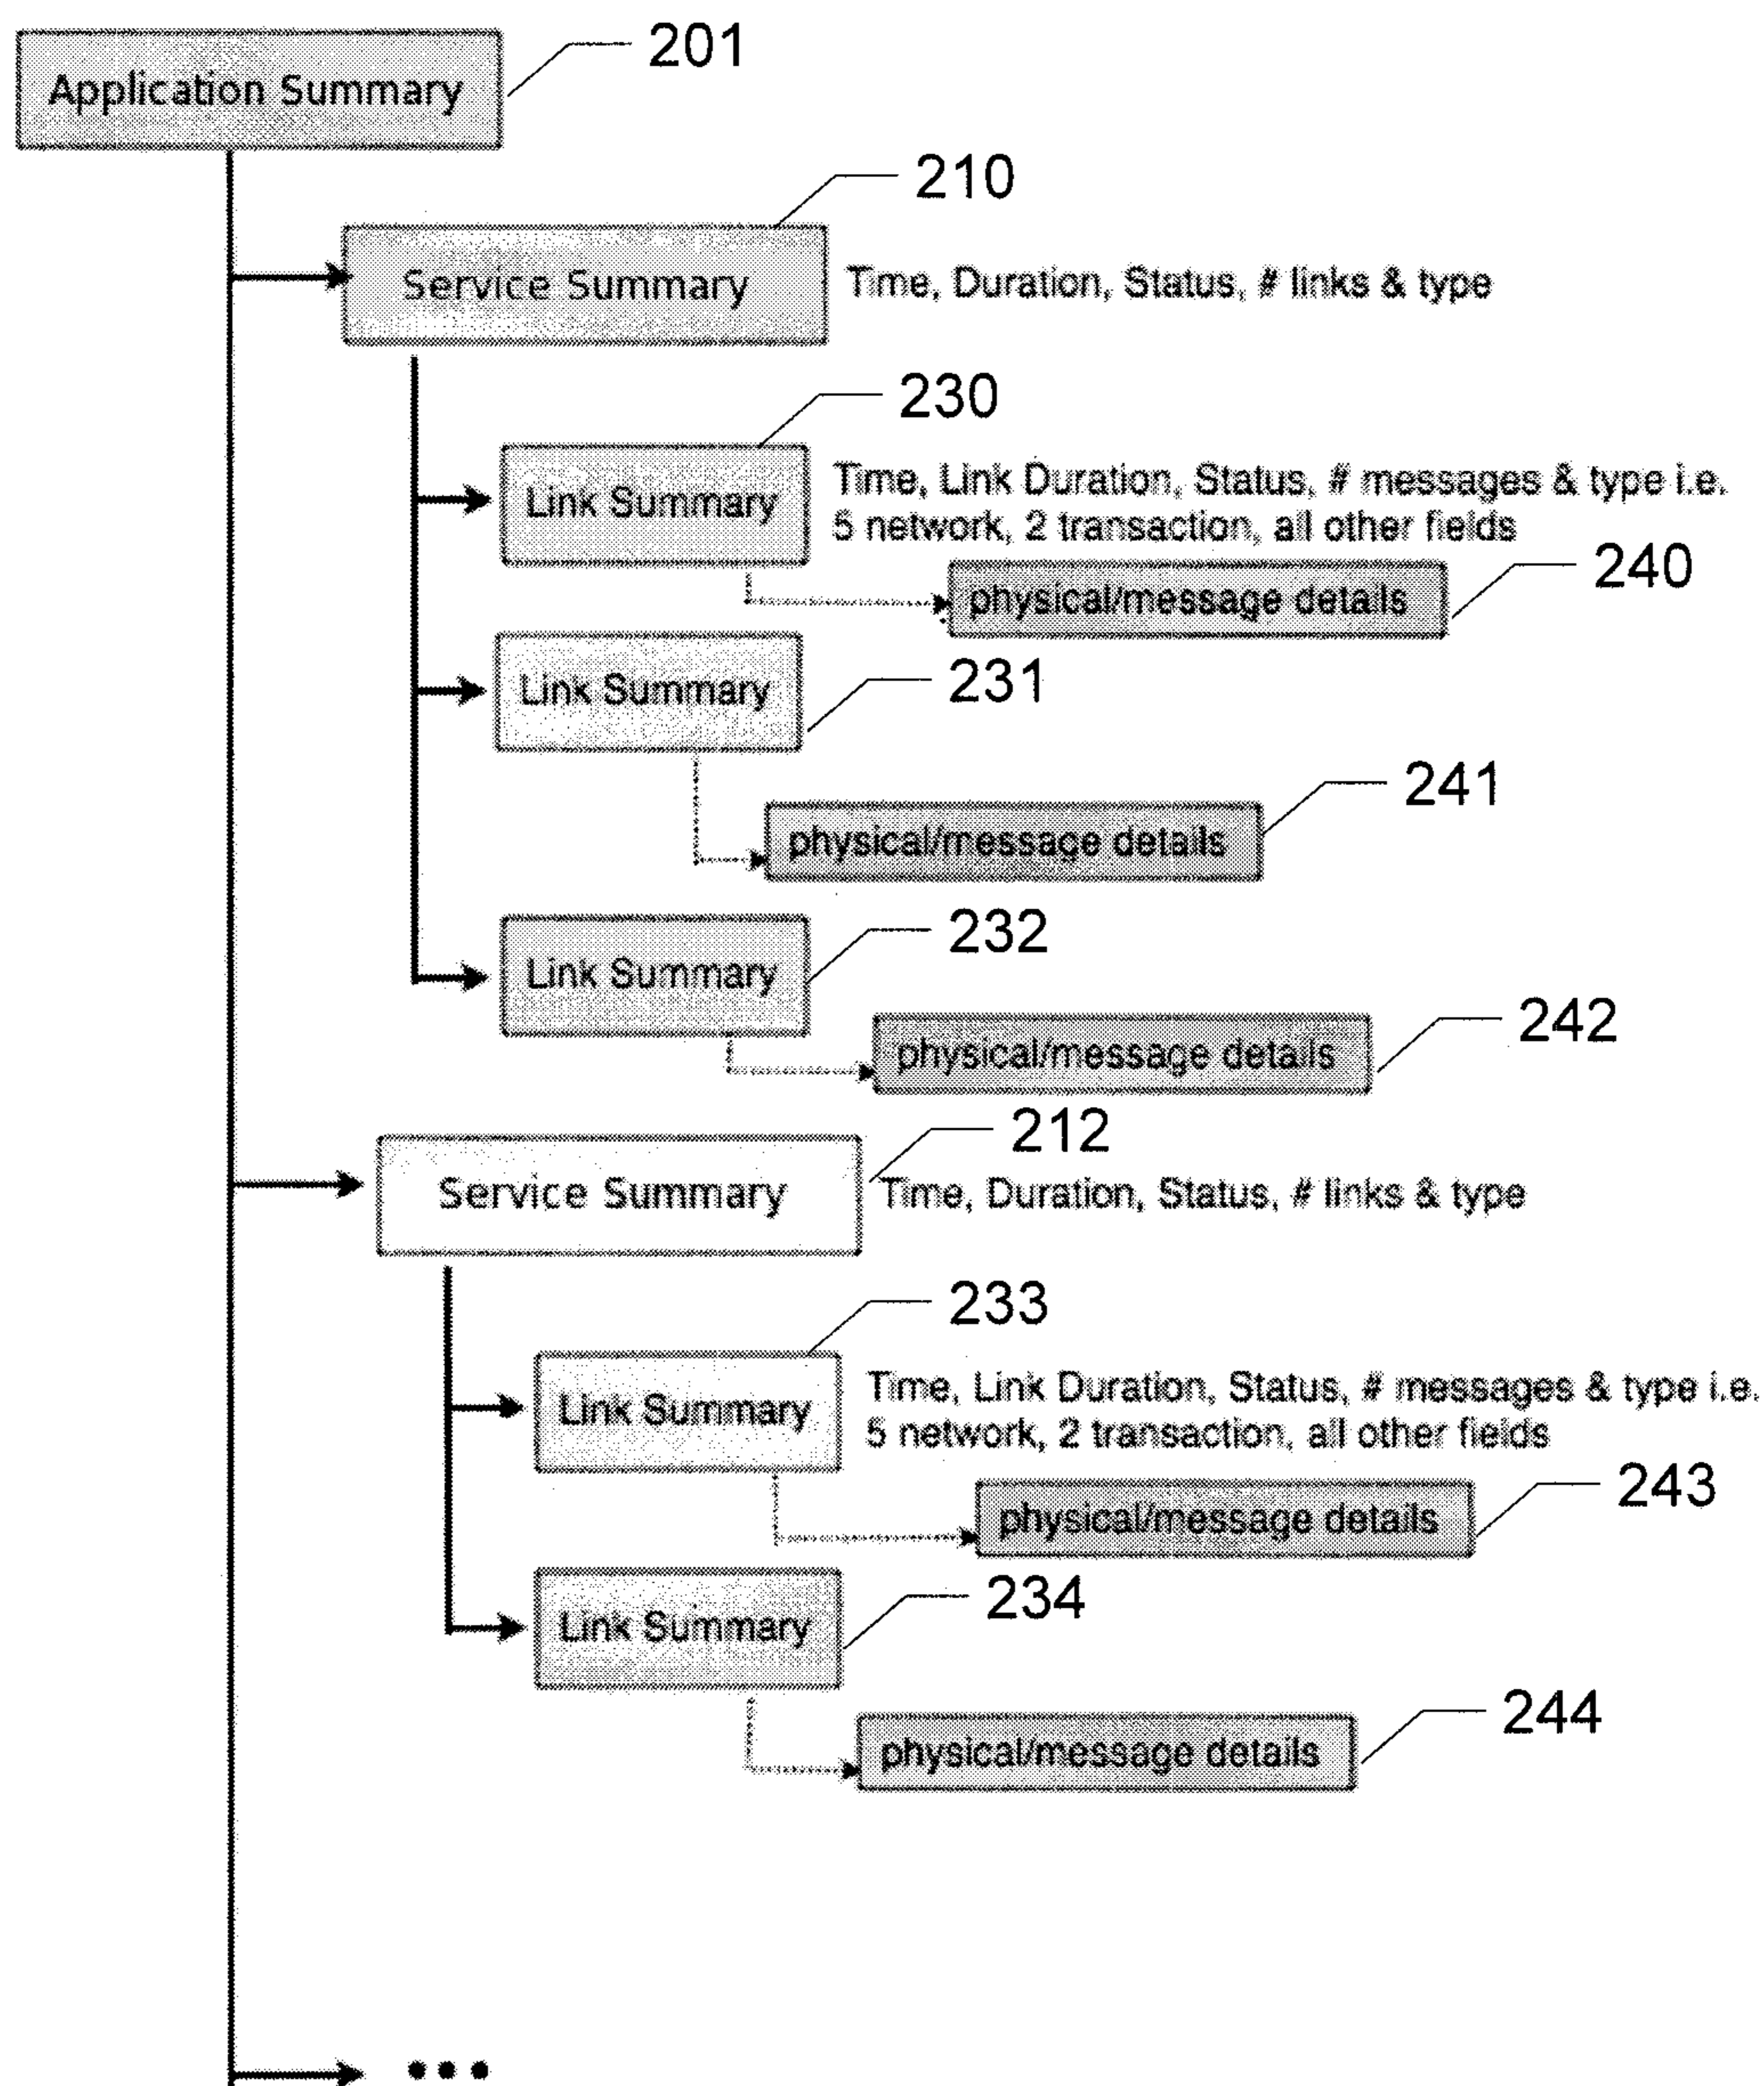 201
Application Summary
210
Service Summary
Time, Duration, Status, # links & type
230
Link Summary
Time, Link Duration, Status, # messages & type i.e.
5 network, 2 transaction, all other fields
240
physical/message details
231
Link Summary
241
physical/message details
232
Link Summary
242
physical/message details
212
Service Summary
Time, Duration, Status, # links & type
233
Link Summary
Time, Link Duration, Status, # messages & type i.e.
5 network, 2 transaction, all other fields
243
physical/message details
234
Link Summary
244
physical/message details
•••